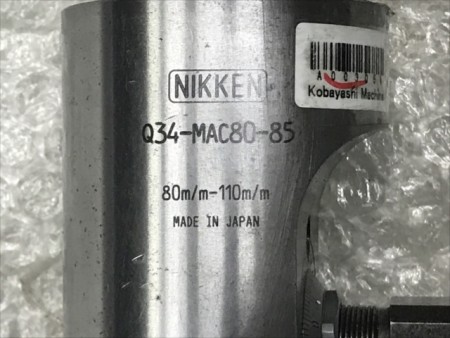 NIKKEN
Q34-MAC80-85
80m/m-110m/m
MADE IN JAPAN
Kobayashi Machine